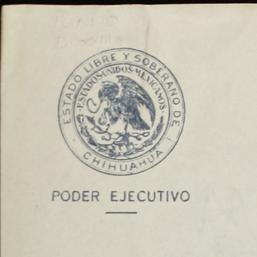 ESTADO LIBRE Y SOBERANO DE
CHIHUAHUA
ESTADOS UNIDOS MEXICANOS
PODER EJECUTIVO